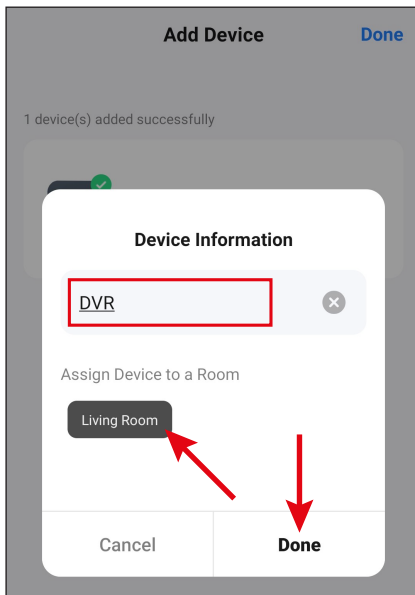 Add Device Done
1 device(s) added successfully
Device Information
DVR
Assign Device to a Room
Living Room
Cancel Done